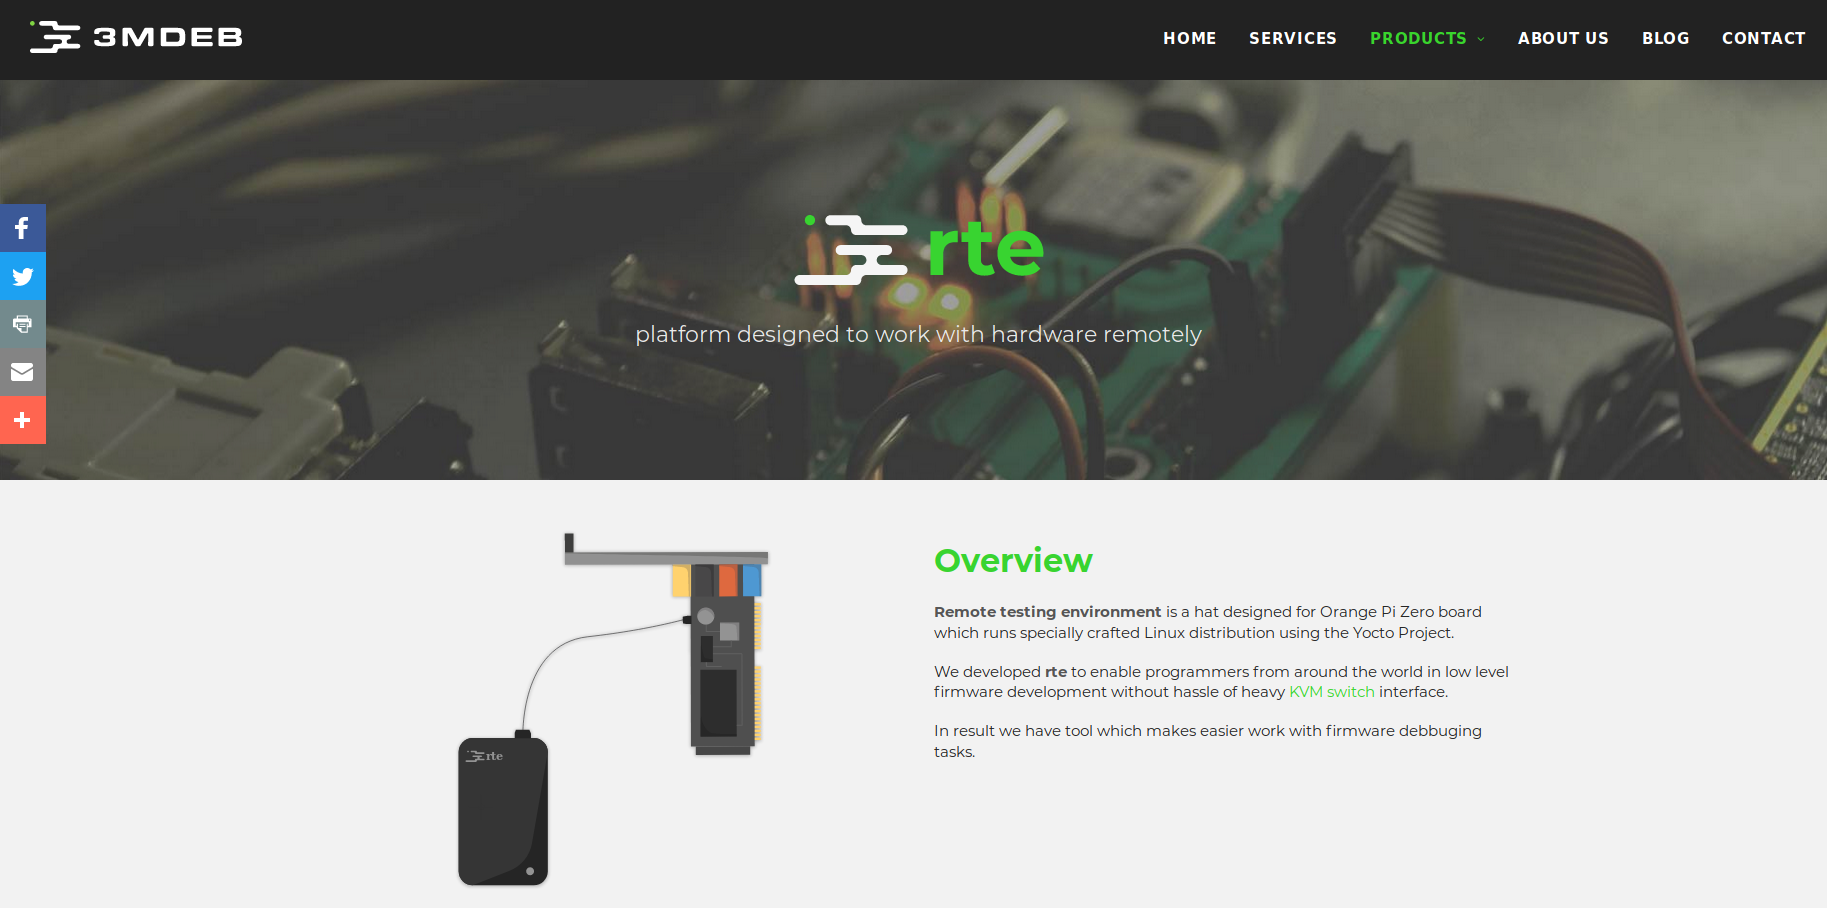 3MDEB
HOME SERVICES PRODUCTS ABOUT US BLOG CONTACT
rte
platform designed to work with hardware remotely
Overview
Remote testing environment is a hat designed for Orange Pi Zero board
which runs specially crafted Linux distribution using the Yocto Project.
We developed rte to enable programmers from around the world in low level
firmware development without hassle of heavy KVM switch interface.
In result we have tool which makes easier work with firmware debbuging
tasks.
rte